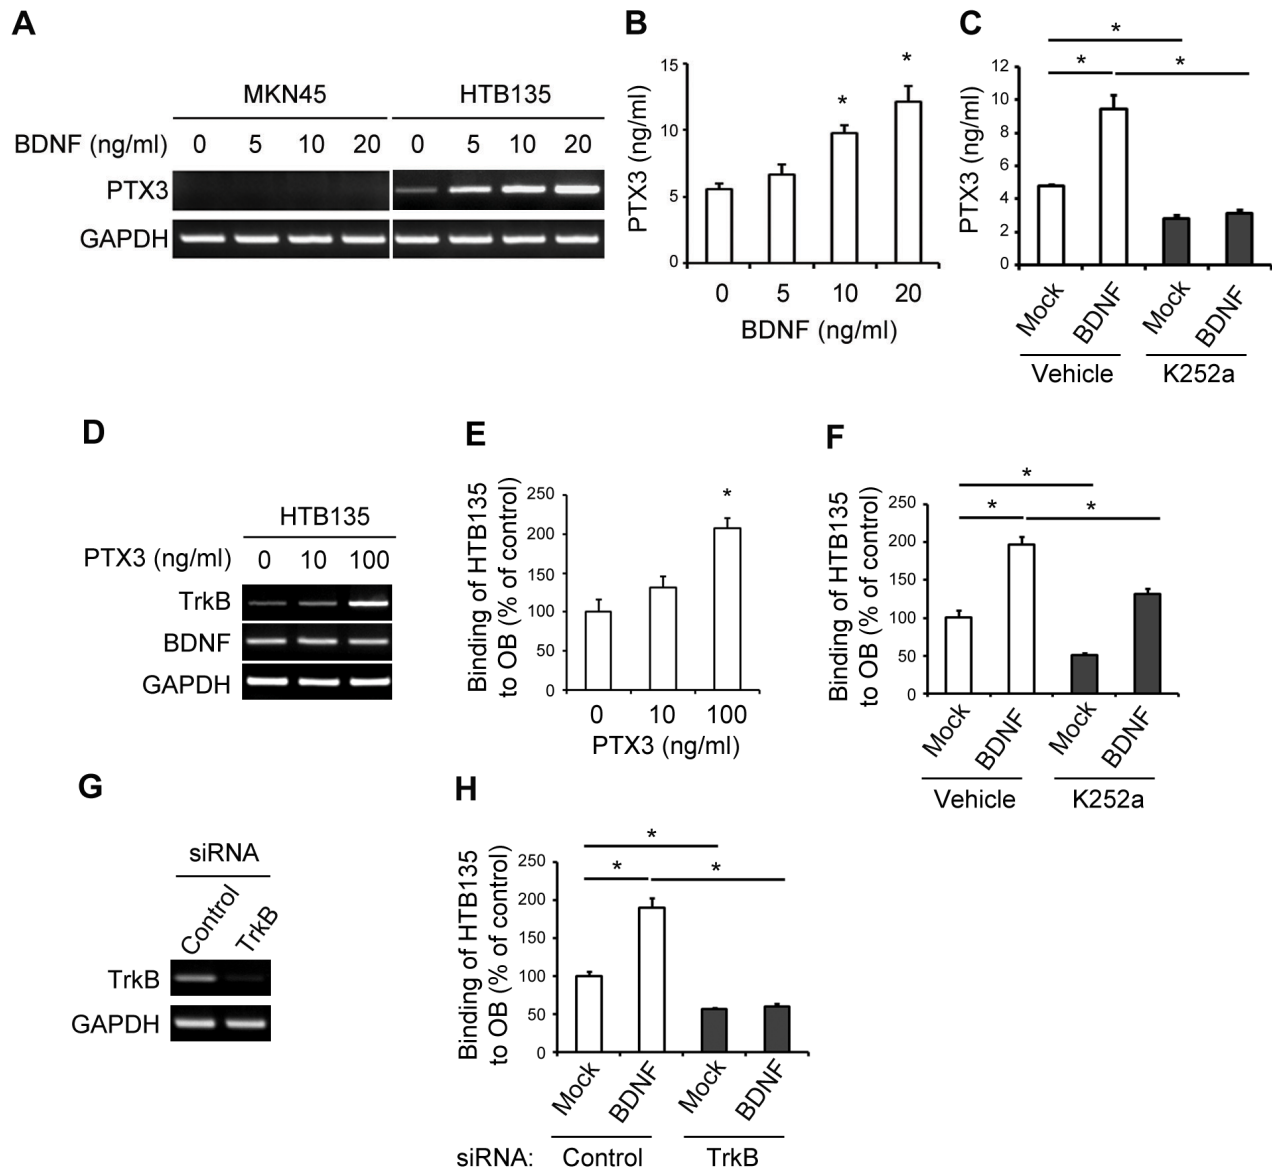 A
MKN45 HTB135
BDNF (ng/ml) 0 5 10 20 0 5 10 20
PTX3
GAPDH
B
PTX3 (ng/ml)
15
10
5
0
* *
0 5 10 20
BDNF (ng/ml)
C
PTX3 (ng/ml)
12
10
8
6
4
2
0
*
* *
Mock BDNF Mock BDNF
Vehicle K252a
D
HTB135
PTX3 (ng/ml) 0 10 100
TrkB
BDNF
GAPDH
E
Binding of HTB135
to OB (% of control)
250
200
150
100
50
0
*
0 10 100
PTX3 (ng/ml)
F
Binding of HTB135
to OB (% of control)
250
200
150
100
50
0
*
* *
Mock BDNF Mock BDNF
Vehicle K252a
G
siRNA
Control TrkB
TrkB
GAPDH
H
Binding of HTB135
to OB (% of control)
250
200
150
100
50
0
*
* *
Mock BDNF Mock BDNF
siRNA: Control TrkB